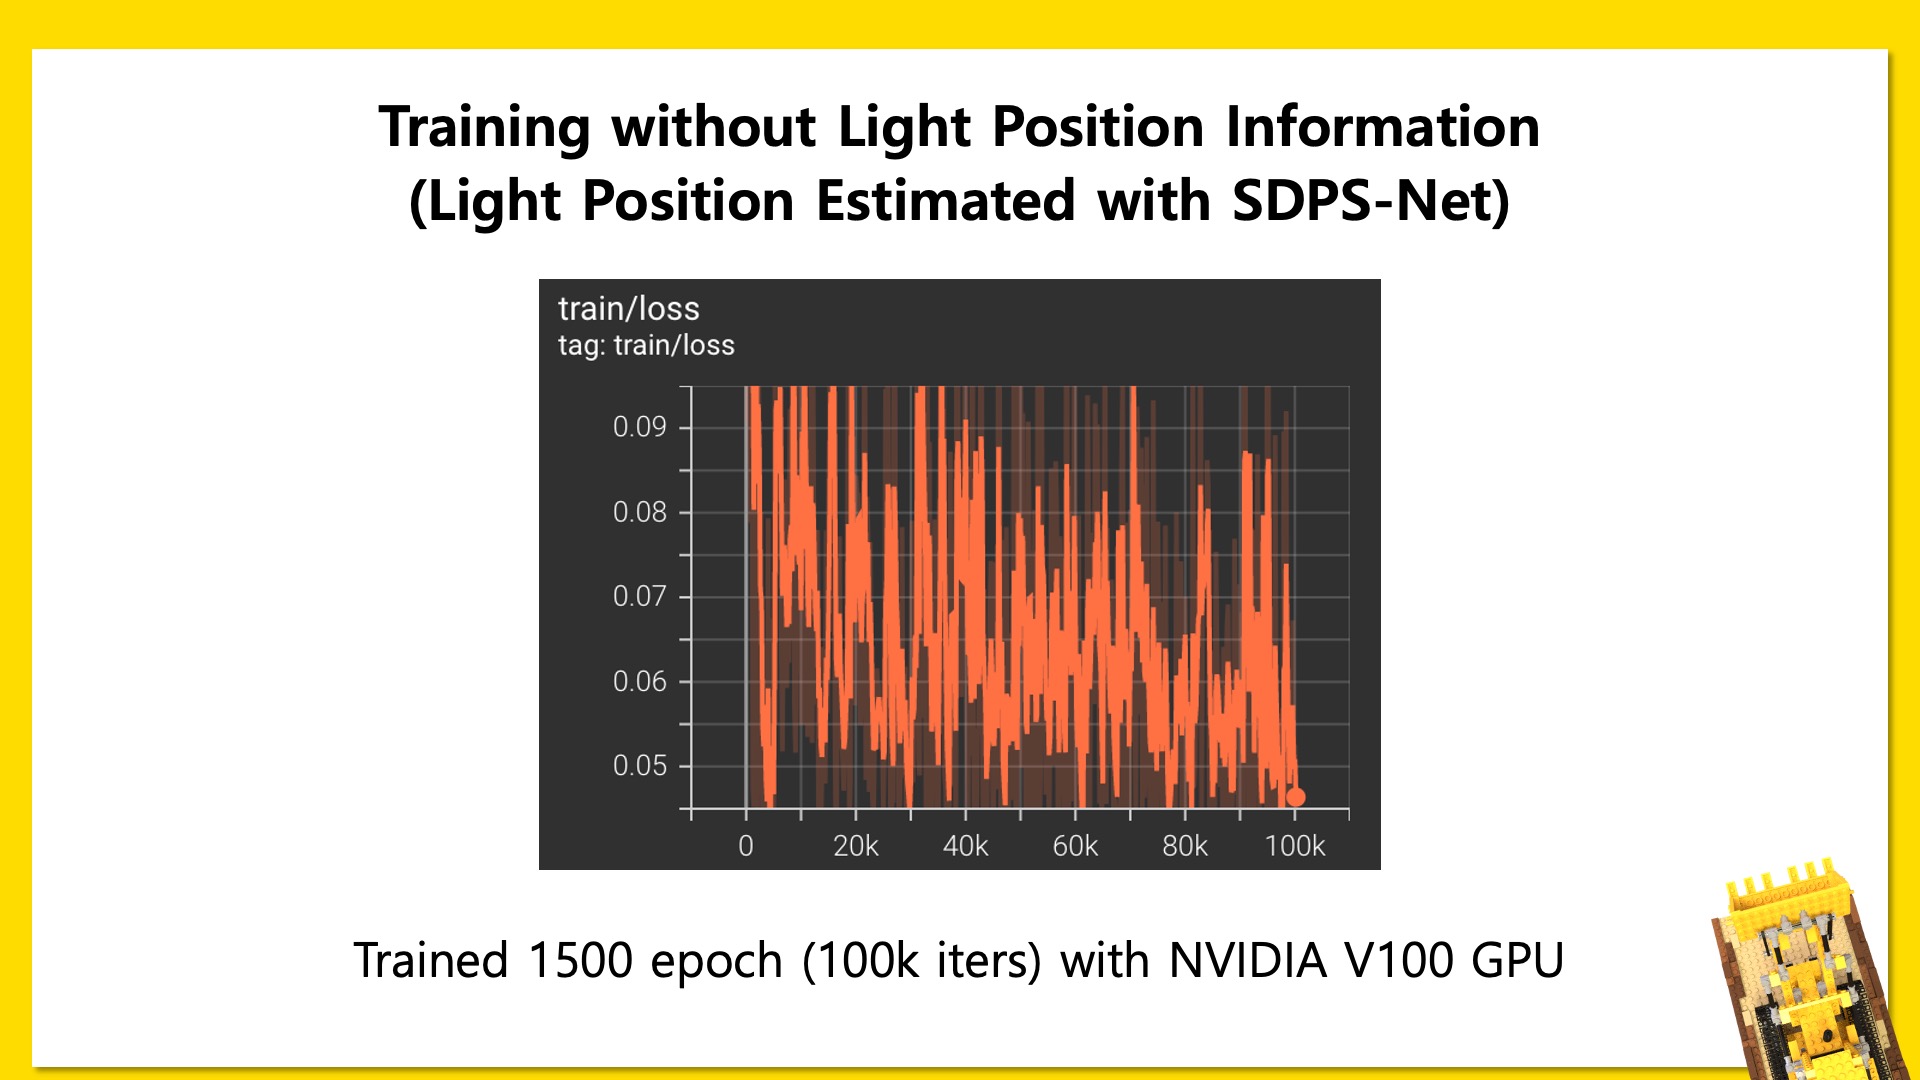 Training without Light Position Information
(Light Position Estimated with SDPS-Net)
train/loss
tag: train/loss
0.09
0.08
0.07
0.06
0.05
0 20k 40k 60k 80k 100k
Trained 1500 epoch (100k iters) with NVIDIA V100 GPU